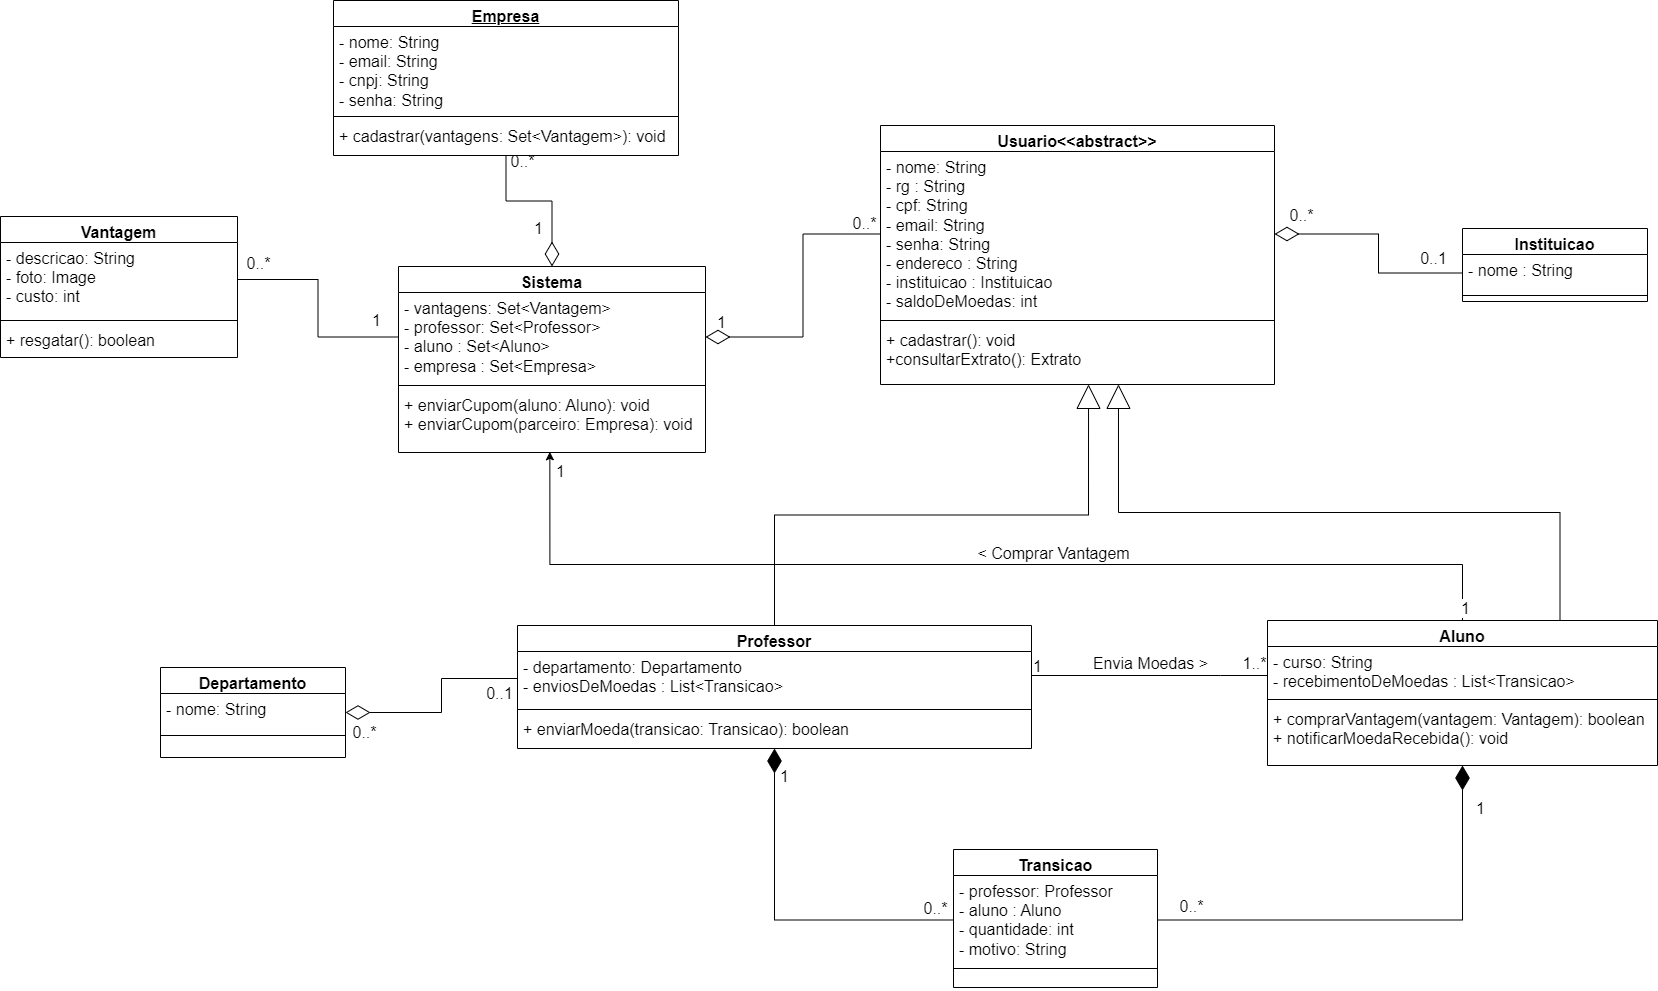 Empresa
- nome: String
- email: String
- cnpj: String
- senha: String
+ cadastrar(vantagens: Set<Vantagem>): void
0..*
1
Usuario<<abstract>>
- nome: String
- rg : String
- cpf: String
- email: String
- senha: String
- endereco : String
- instituicao : Instituicao
- saldoDeMoedas: int
+ cadastrar(): void
+consultarExtrato(): Extrato
0..*
0..*
0..1
Instituicao
- nome : String
Vantagem
- descricao: String
- foto: Image
- custo: int
+ resgatar(): boolean
0..*
1
Sistema
- vantagens: Set<Vantagem>
- professor: Set<Professor>
- aluno : Set<Aluno>
- empresa : Set<Empresa>
+ enviarCupom(aluno: Aluno): void
+ enviarCupom(parceiro: Empresa): void
1
1
< Comprar Vantagem
1
Professor
- departamento: Departamento
- enviosDeMoedas : List<Transicao>
+ enviarMoeda(transicao: Transicao): boolean
1
Envia Moedas >
1..*
Aluno
- curso: String
- recebimentoDeMoedas : List<Transicao>
+ comprarVantagem(vantagem: Vantagem): boolean
+ notificarMoedaRecebida(): void
Departamento
- nome: String
0..*
0..1
1
1
Transicao
- professor: Professor
- aluno : Aluno
- quantidade: int
- motivo: String
0..*
0..*